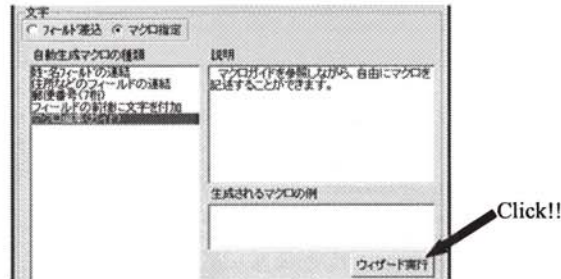 文字
フィールド差込 マクロ指定
自動生成マクロの種類
説明
姓・名フィールドの連結
住所などのフィールドの連結
郵便番号(7桁)
フィールドの前後に文字を付加
マクロガイドを参照しながら、自由にマクロを
記述することができます。
生成されるマクロの例
Click!!
ウィザード実行